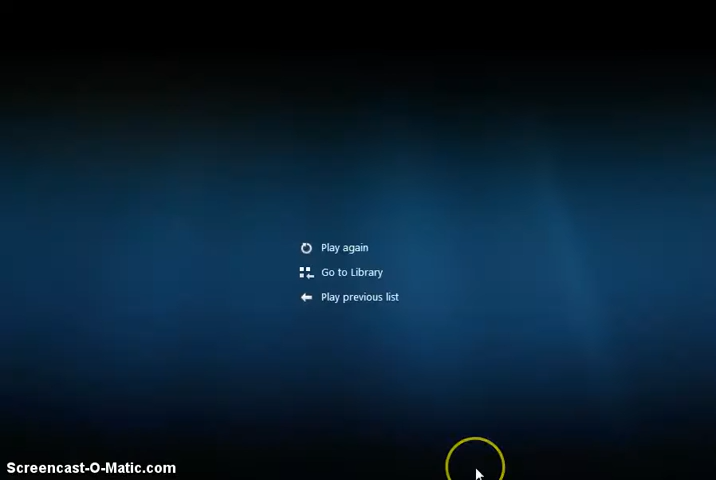 Play again
Go to Library
Play previous list
Screencast-O-Matic.com